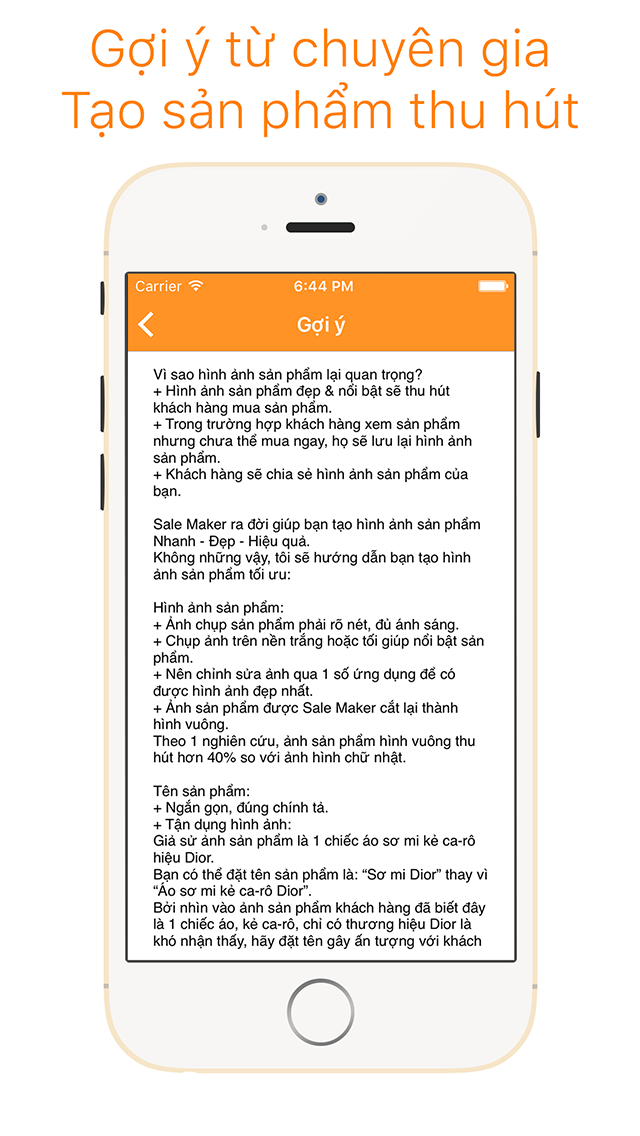 Gợi ý từ chuyên gia
Tạo sản phẩm thu hút
Carrier 6:44 PM
Gợi ý
Vì sao hình ảnh sản phẩm lại quan trọng?
+ Hình ảnh sản phẩm đẹp & nổi bật sẽ thu hút
khách hàng mua sản phẩm.
+ Trong trường hợp khách hàng xem sản phẩm
nhưng chưa thể mua ngay, họ sẽ lưu lại hình ảnh
sản phẩm.
+ Khách hàng sẽ chia sẻ hình ảnh sản phẩm của
bạn.
Sale Maker ra đời giúp bạn tạo hình ảnh sản phẩm
Nhanh - Đẹp - Hiệu quả.
Không những vậy, tôi sẽ hướng dẫn bạn tạo hình
ảnh sản phẩm tối ưu:
Hình ảnh sản phẩm:
+ Ảnh chụp sản phẩm phải rõ nét, đủ ánh sáng.
+ Chụp ảnh trên nền trắng hoặc tối giúp nổi bật sản
phẩm.
+ Nên chỉnh sửa ảnh qua 1 số ứng dụng để có
được hình ảnh đẹp nhất.
+ Ảnh sản phẩm được Sale Maker cắt lại thành
hình vuông.
Theo 1 nghiên cứu, ảnh sản phẩm hình vuông thu
hút hơn 40% so với ảnh hình chữ nhật.
Tên sản phẩm:
+ Ngắn gọn, đúng chính tả.
+ Tận dụng hình ảnh:
Giả sử ảnh sản phẩm là 1 chiếc áo sơ mi kẻ ca-rô
hiệu Dior.
Bạn có thể đặt tên sản phẩm là: “Sơ mi Dior” thay vì
“Áo sơ mi kẻ ca-rô Dior”.
Bởi nhìn vào ảnh sản phẩm khách hàng đã biết đây
là 1 chiếc áo, kẻ ca-rô, chỉ có thương hiệu Dior là
khó nhận thấy, hãy đặt tên gây ấn tượng với khách